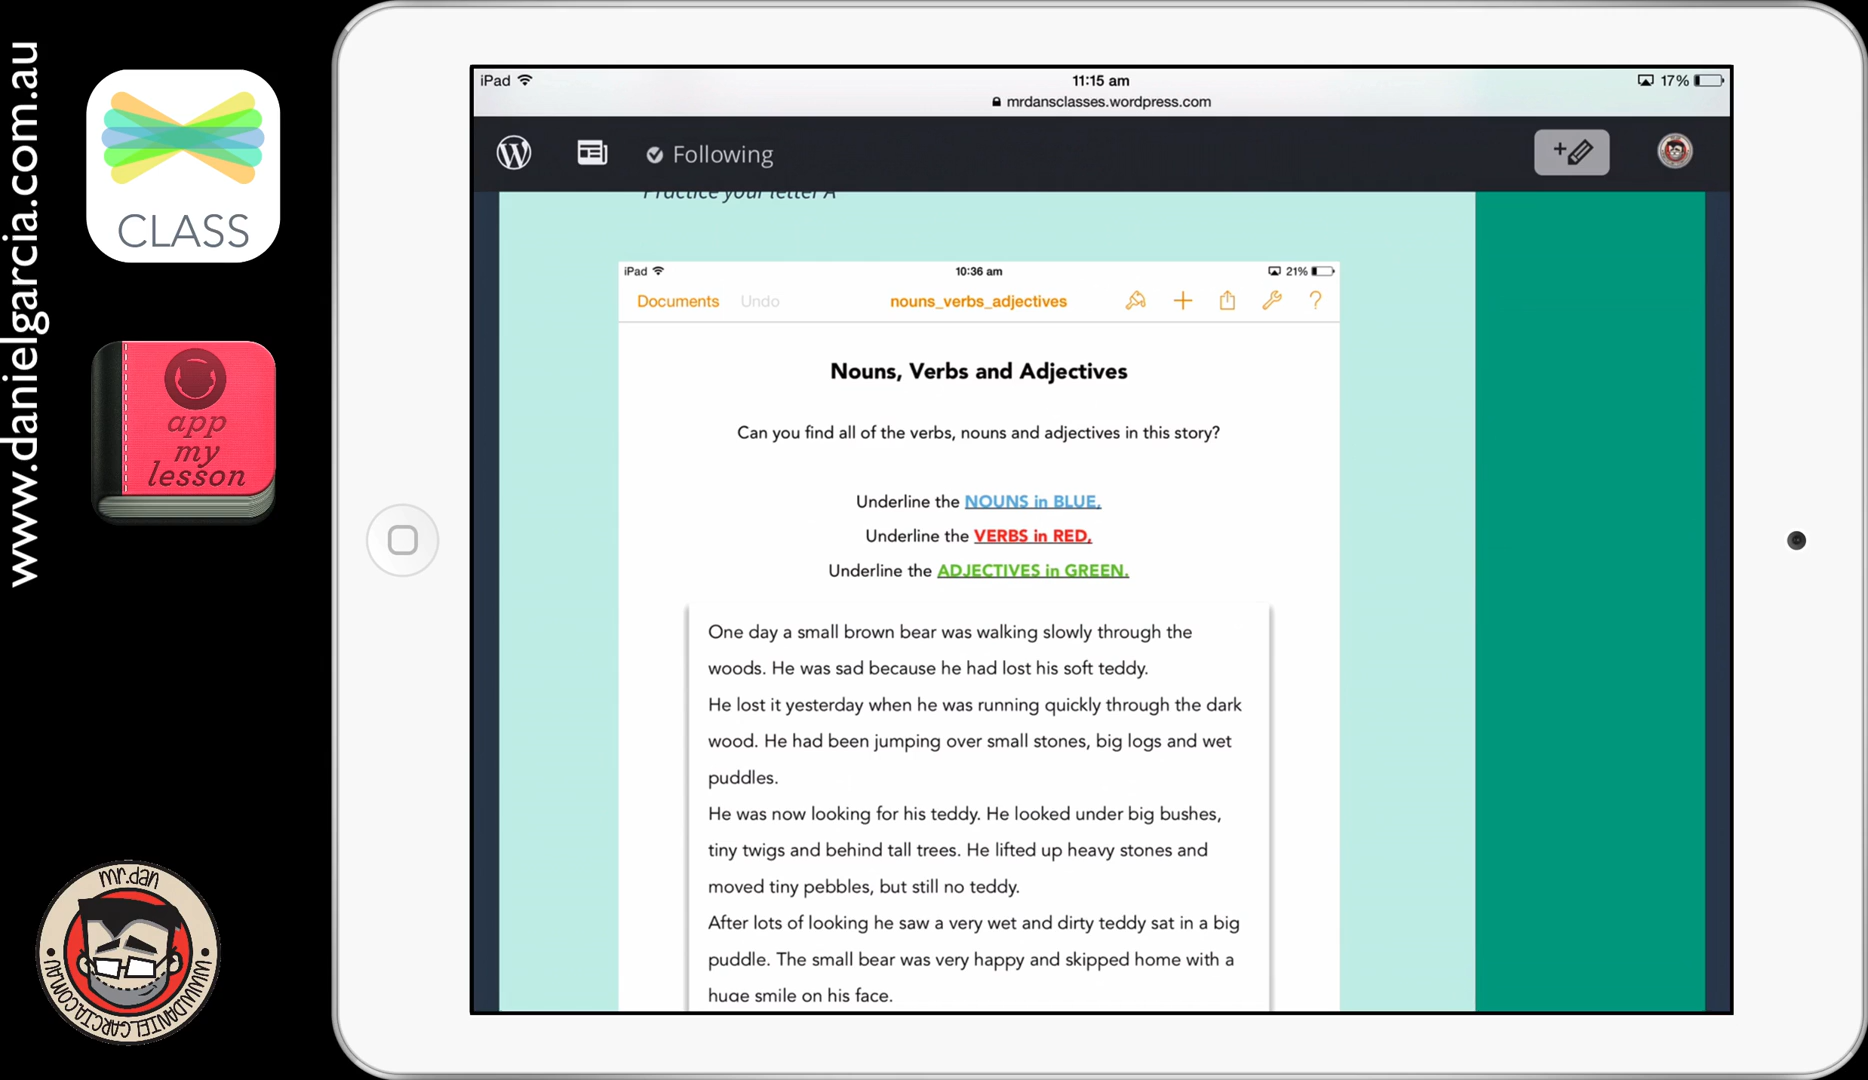 www.danielgarcia.com.au
CLASS
app
my
lesson
mr.dan
WWW.DANIELGARCIA.COM.AU
iPad
11:15 am
17%
mrdansclasses.wordpress.com
Following
Practice your letter A
iPad
10:36 am
21%
Documents Undo nouns_verbs_adjectives ?
Nouns, Verbs and Adjectives
Can you find all of the verbs, nouns and adjectives in this story?
Underline the NOUNS in BLUE.
Underline the VERBS in RED.
Underline the ADJECTIVES in GREEN.
One day a small brown bear was walking slowly through the
woods. He was sad because he had lost his soft teddy.
He lost it yesterday when he was running quickly through the dark
wood. He had been jumping over small stones, big logs and wet
puddles.
He was now looking for his teddy. He looked under big bushes,
tiny twigs and behind tall trees. He lifted up heavy stones and
moved tiny pebbles, but still no teddy.
After lots of looking he saw a very wet and dirty teddy sat in a big
puddle. The small bear was very happy and skipped home with a
huge smile on his face.